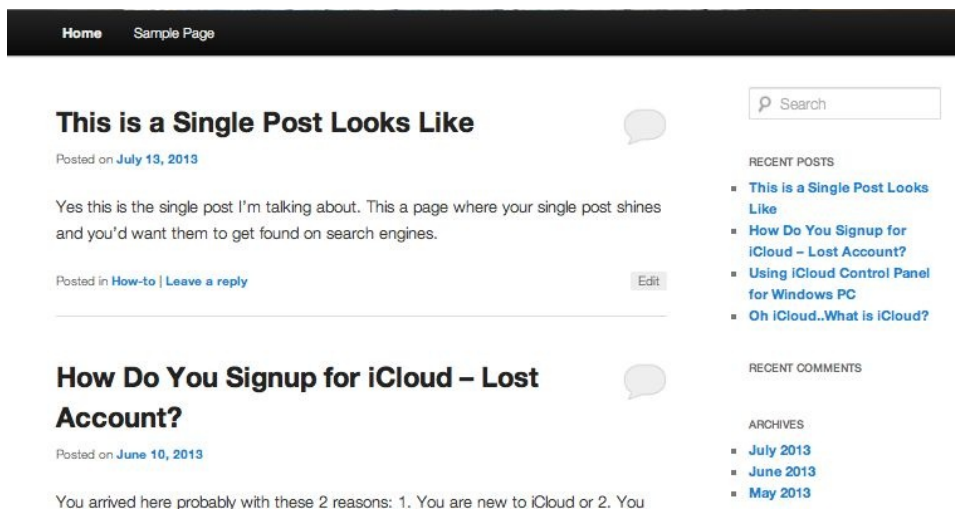 Home Sample Page
This is a Single Post Looks Like
Posted on July 13, 2013
Yes this is the single post I'm talking about. This a page where your single post shines
and you'd want them to get found on search engines.
Posted in How-to | Leave a reply
Edit
How Do You Signup for iCloud – Lost
Account?
Posted on June 10, 2013
You arrived here probably with these 2 reasons: 1. You are new to iCloud or 2. You
Search
RECENT POSTS
This is a Single Post Looks
Like
How Do You Signup for
iCloud – Lost Account?
Using iCloud Control Panel
for Windows PC
Oh iCloud..What is iCloud?
RECENT COMMENTS
ARCHIVES
July 2013
June 2013
May 2013